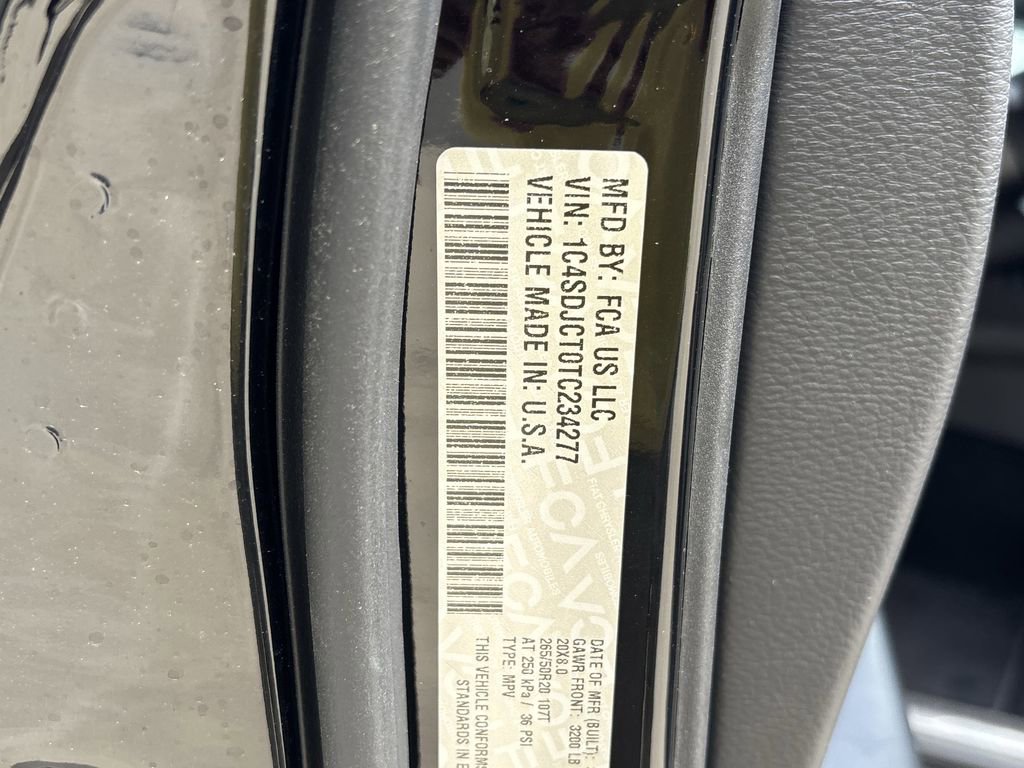 MFD BY: FCA US LLC
VIN: 1C4SDJCT0TC234277
VEHICLE MADE IN: U.S.A.
DATE OF MFR (BUILT):
GAWR FRONT: 3200 LB
20X8.0
265/50R20 107T
AT 250 kPa / 36 PSI
TYPE: MPV
THIS VEHICLE CONFORMS
STANDARDS IN